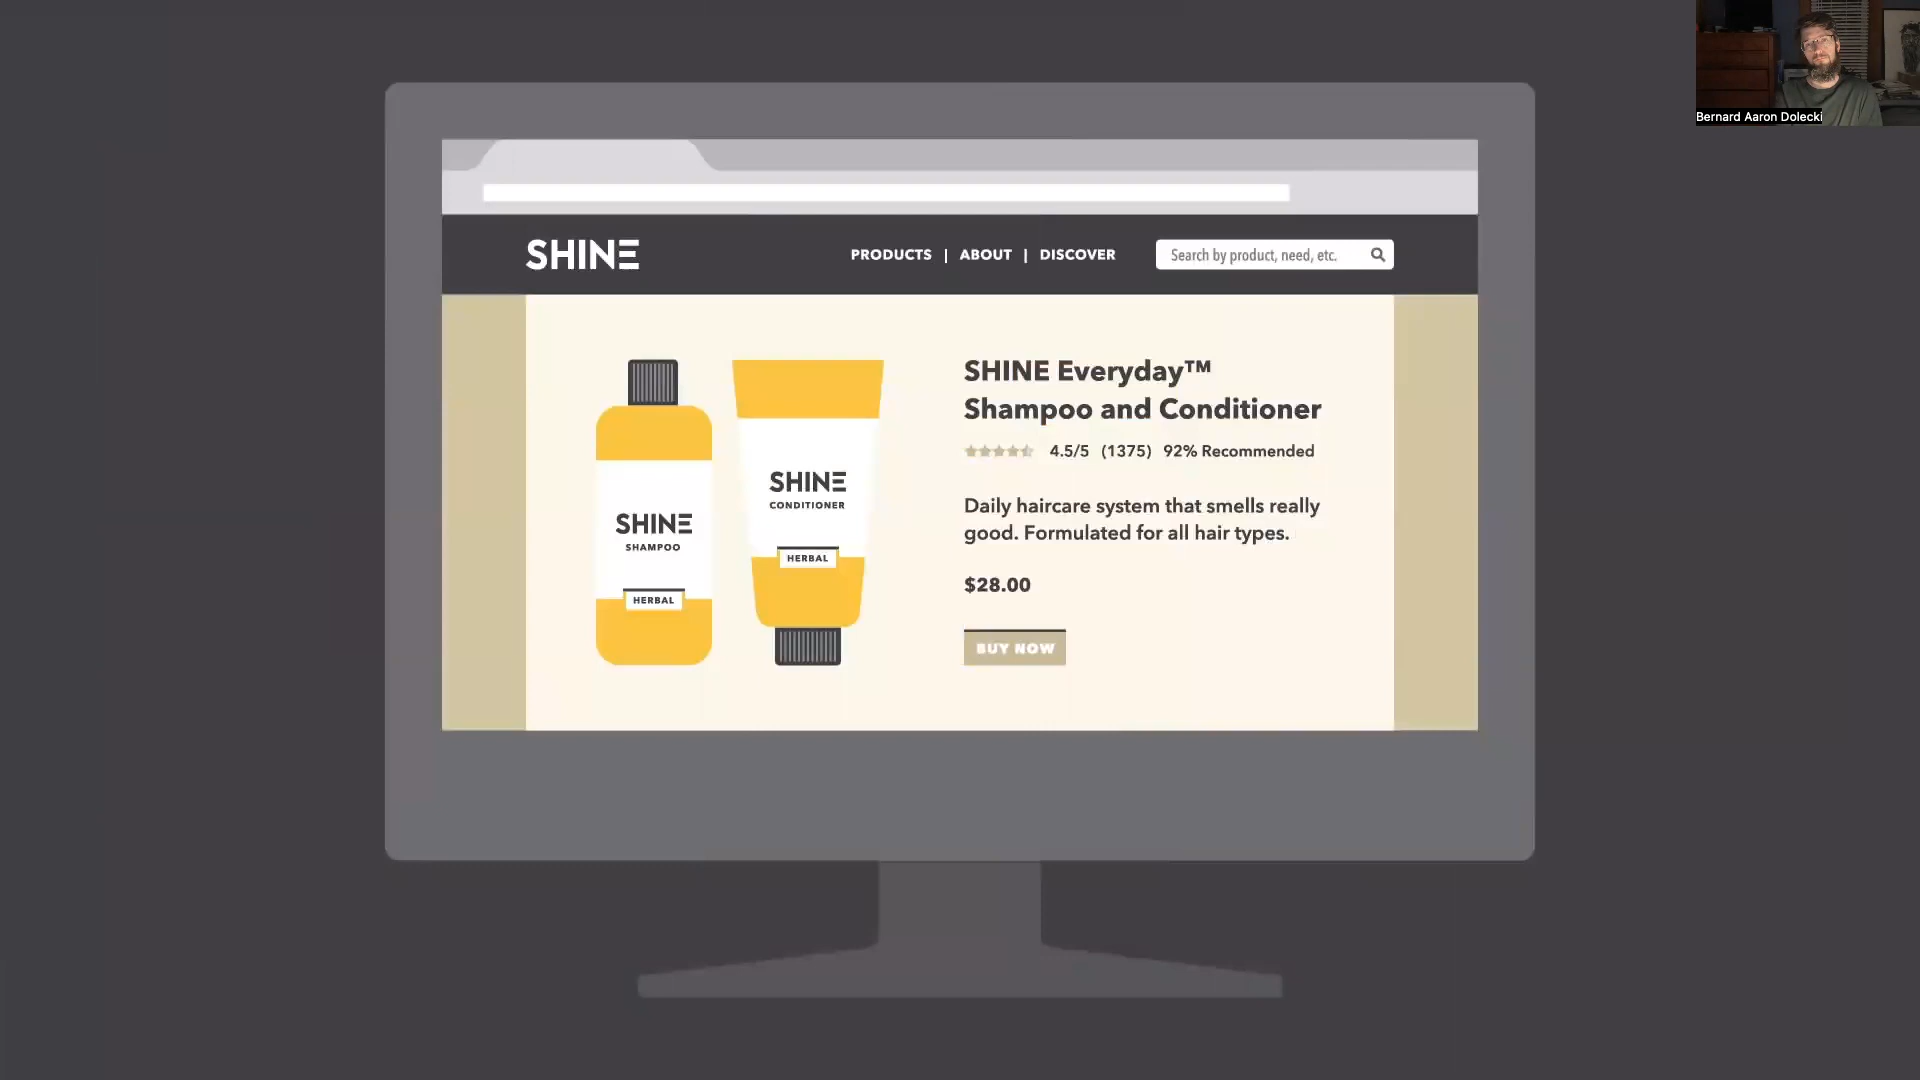 Bernard Aaron Dolecki
SHINE
PRODUCTS | ABOUT | DISCOVER
Search by product, need, etc.
SHINE
SHAMPOO
HERBAL
SHINE
CONDITIONER
HERBAL
SHINE Everyday™
Shampoo and Conditioner
4.5/5 (1375) 92% Recommended
Daily haircare system that smells really
good. Formulated for all hair types.
$28.00
BUY NOW